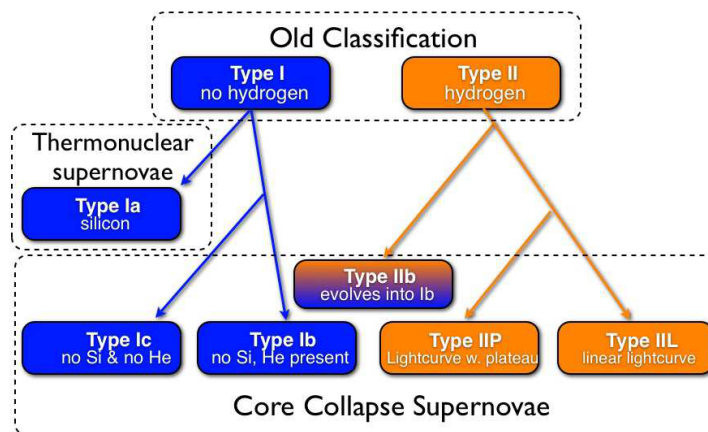 Old Classification
Type I
no hydrogen
Type II
hydrogen
Thermonuclear
supernovae
Type Ia
silicon
Type IIb
evolves into Ib
Type Ic
no Si & no He
Type Ib
no Si, He present
Type IIP
Lightcurve w. plateau
Type IIL
linear lightcurve
Core Collapse Supernovae